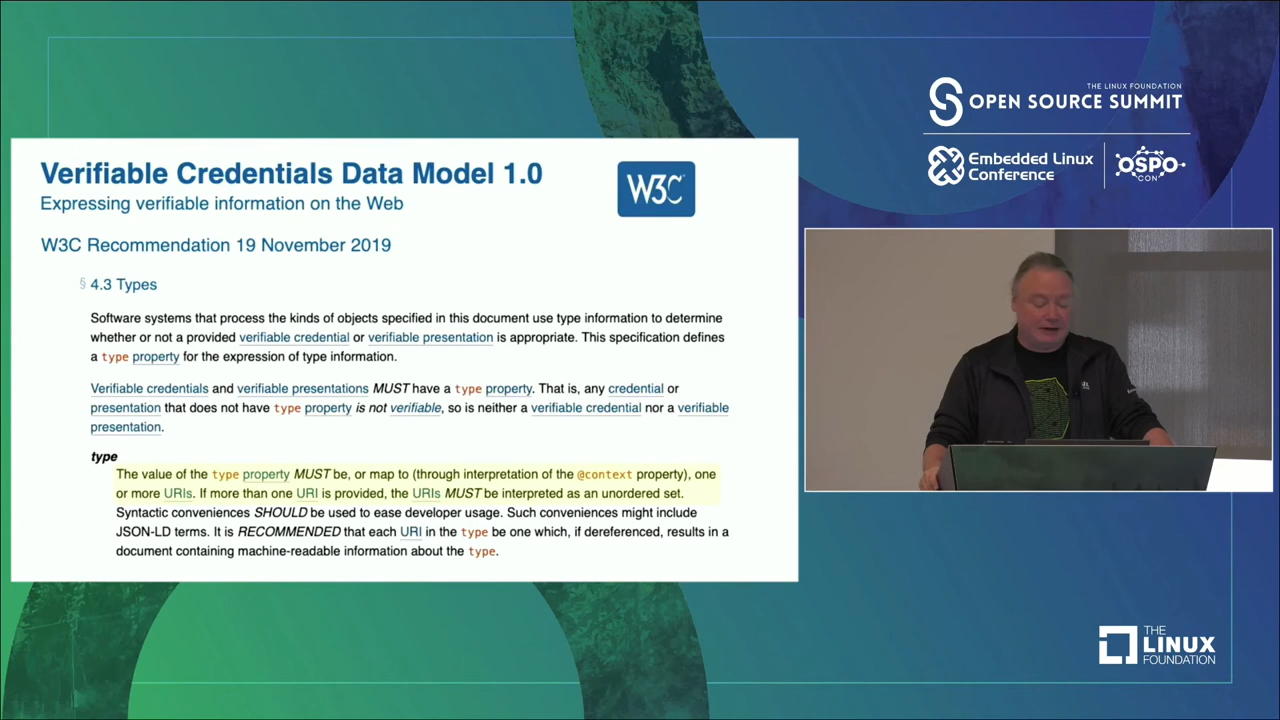 Verifiable Credentials Data Model 1.0
Expressing verifiable information on the Web
W3C
W3C Recommendation 19 November 2019
§ 4.3 Types
Software systems that process the kinds of objects specified in this document use type information to determine
whether or not a provided verifiable credential or verifiable presentation is appropriate. This specification defines
a type property for the expression of type information.
Verifiable credentials and verifiable presentations MUST have a type property. That is, any credential or
presentation that does not have type property is not verifiable, so is neither a verifiable credential nor a verifiable
presentation.
type
The value of the type property MUST be, or map to (through interpretation of the @context property), one
or more URIs. If more than one URI is provided, the URIs MUST be interpreted as an unordered set.
Syntactic conveniences SHOULD be used to ease developer usage. Such conveniences might include
JSON-LD terms. It is RECOMMENDED that each URI in the type be one which, if dereferenced, results in a
document containing machine-readable information about the type.
THE LINUX FOUNDATION
OPEN SOURCE SUMMIT
Embedded Linux
Conference
OSPO
CON
THE
LINUX
FOUNDATION